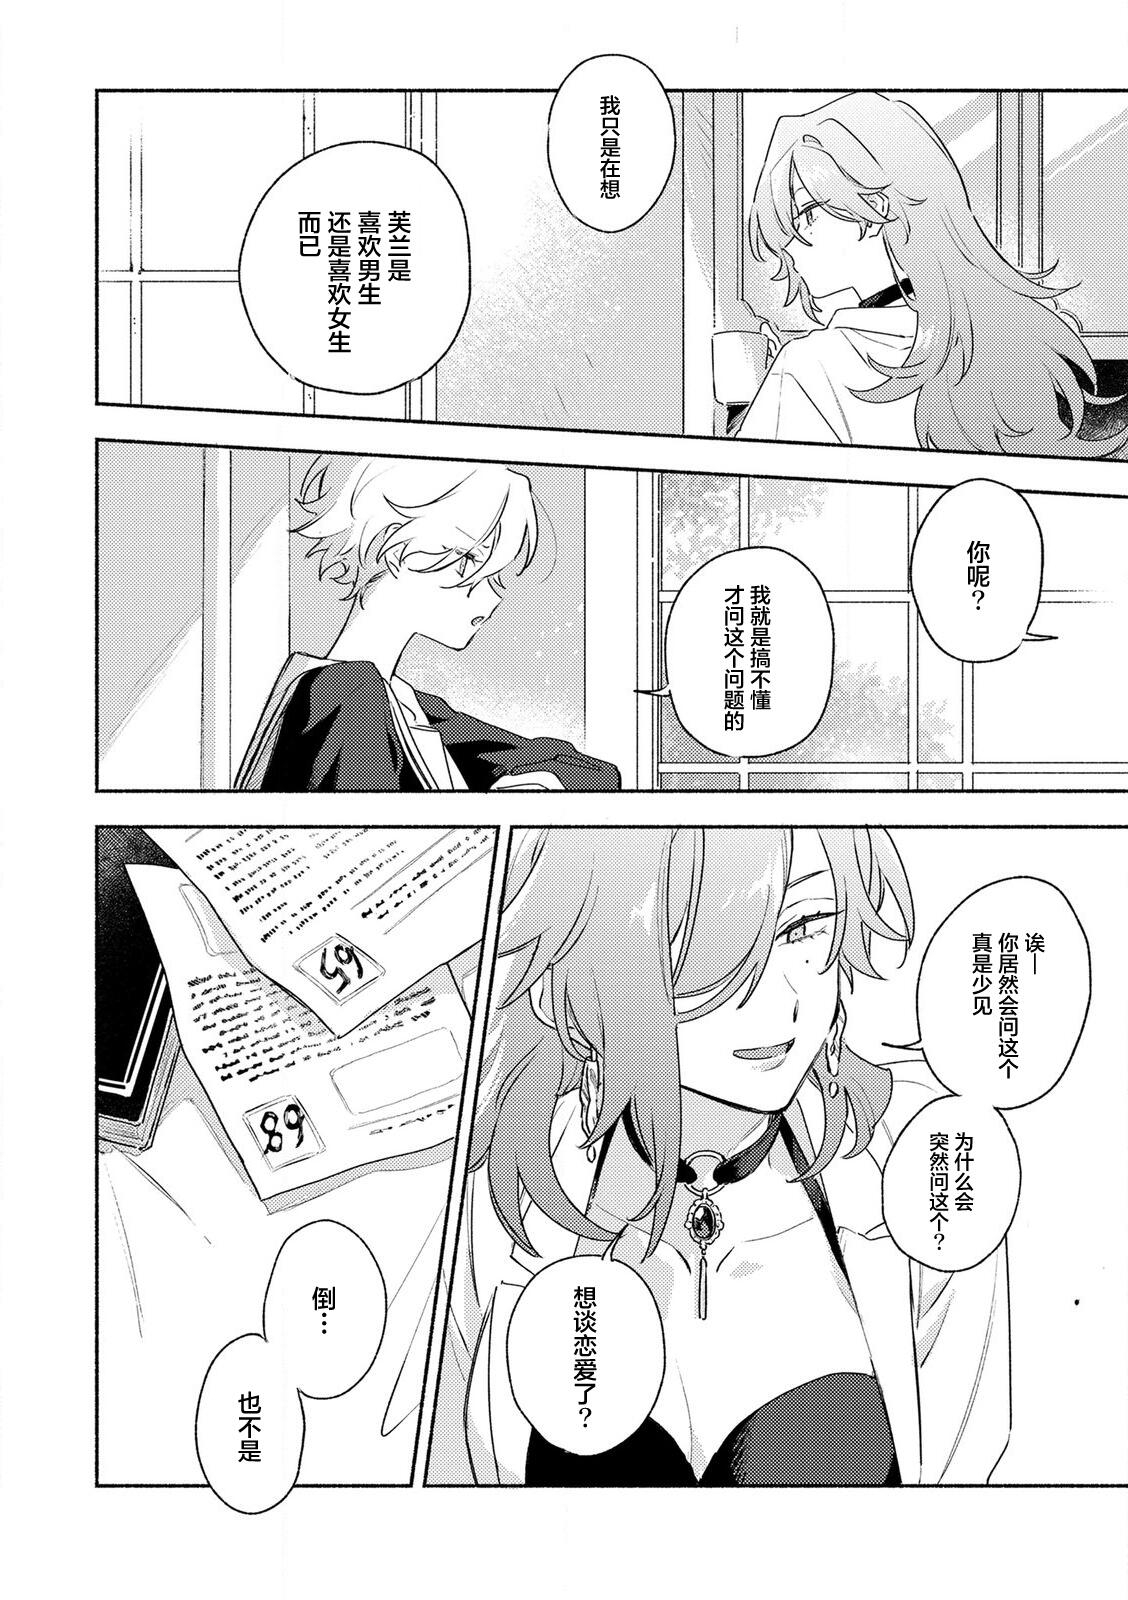 我只是在想
芙兰是
喜欢男生
还是喜欢女生
而已
你呢？
我就是搞不懂
才问这个问题的
诶—
你居然会问这个
真是少见
为什么会
突然问这个？
想谈恋爱了？
65
89
倒…
也不是